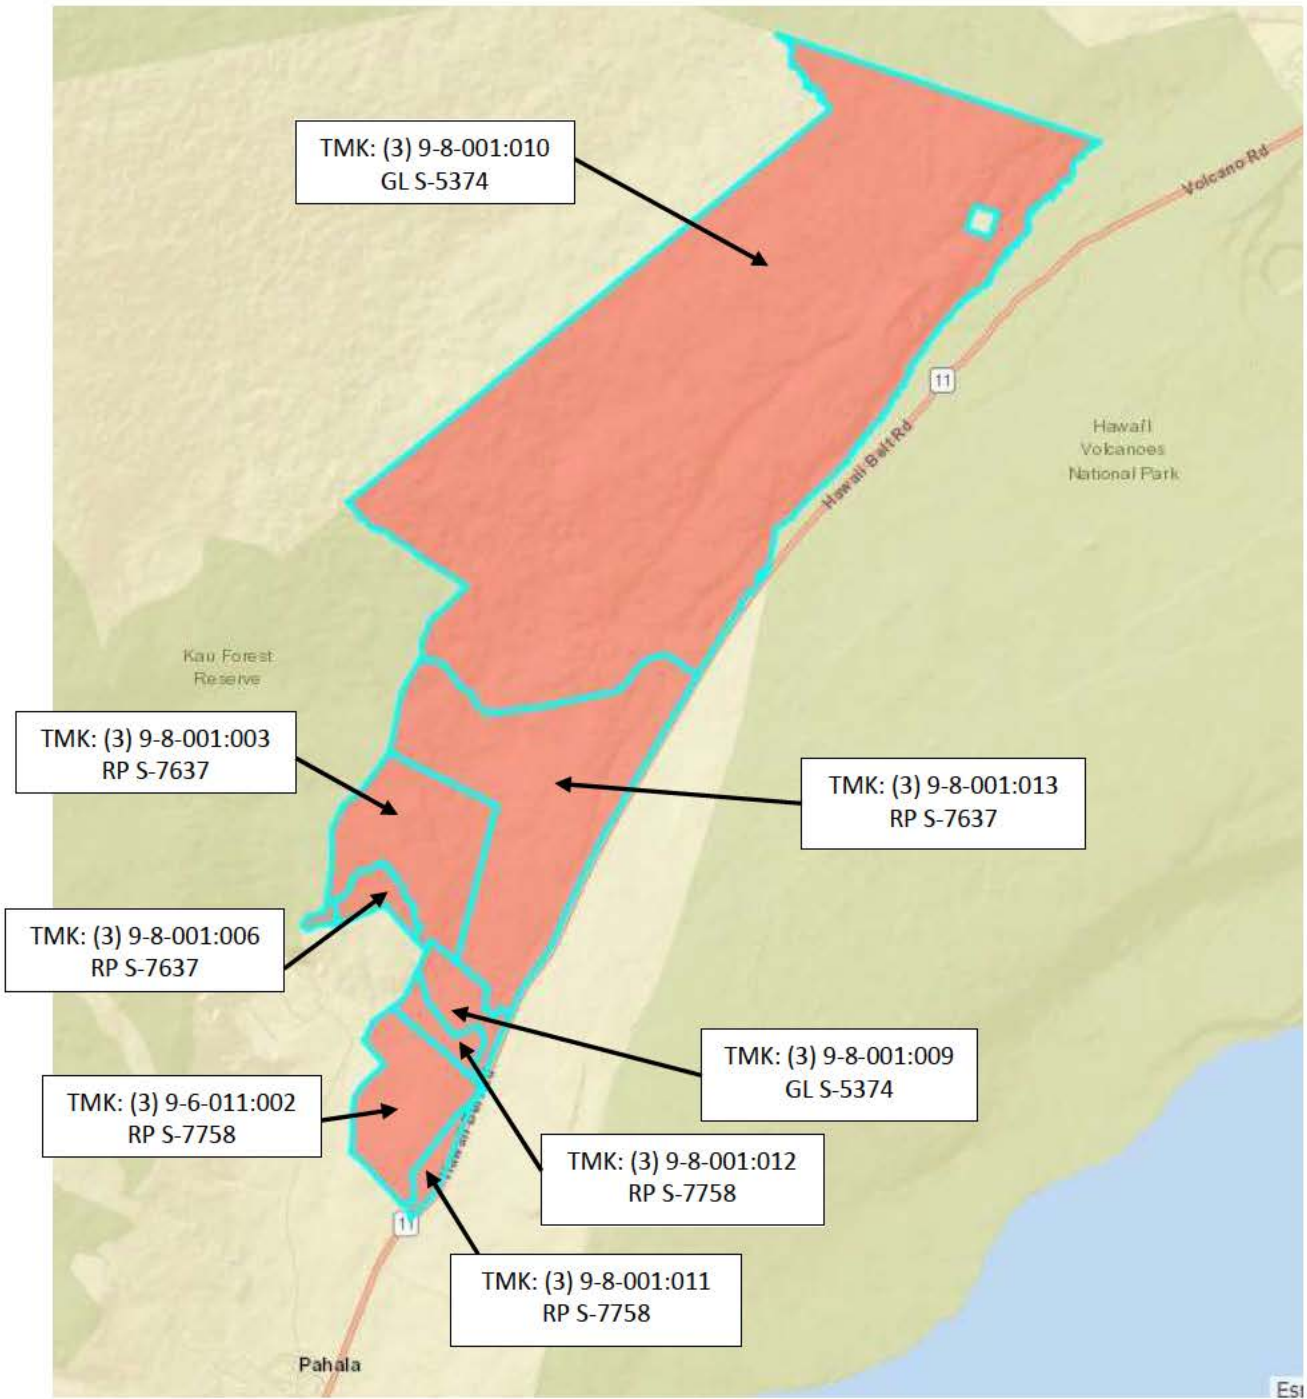 TMK: (3) 9-8-001:010
GL S-5374
Volcano Rd
11
Hawai'i
Volcanoes
National Park
Hawaii Belt Rd
Kau Forest
Reserve
TMK: (3) 9-8-001:003
RP S-7637
TMK: (3) 9-8-001:013
RP S-7637
TMK: (3) 9-8-001:006
RP S-7637
TMK: (3) 9-8-001:009
GL S-5374
TMK: (3) 9-6-011:002
RP S-7758
TMK: (3) 9-8-001:012
RP S-7758
11
TMK: (3) 9-8-001:011
RP S-7758
Pahala